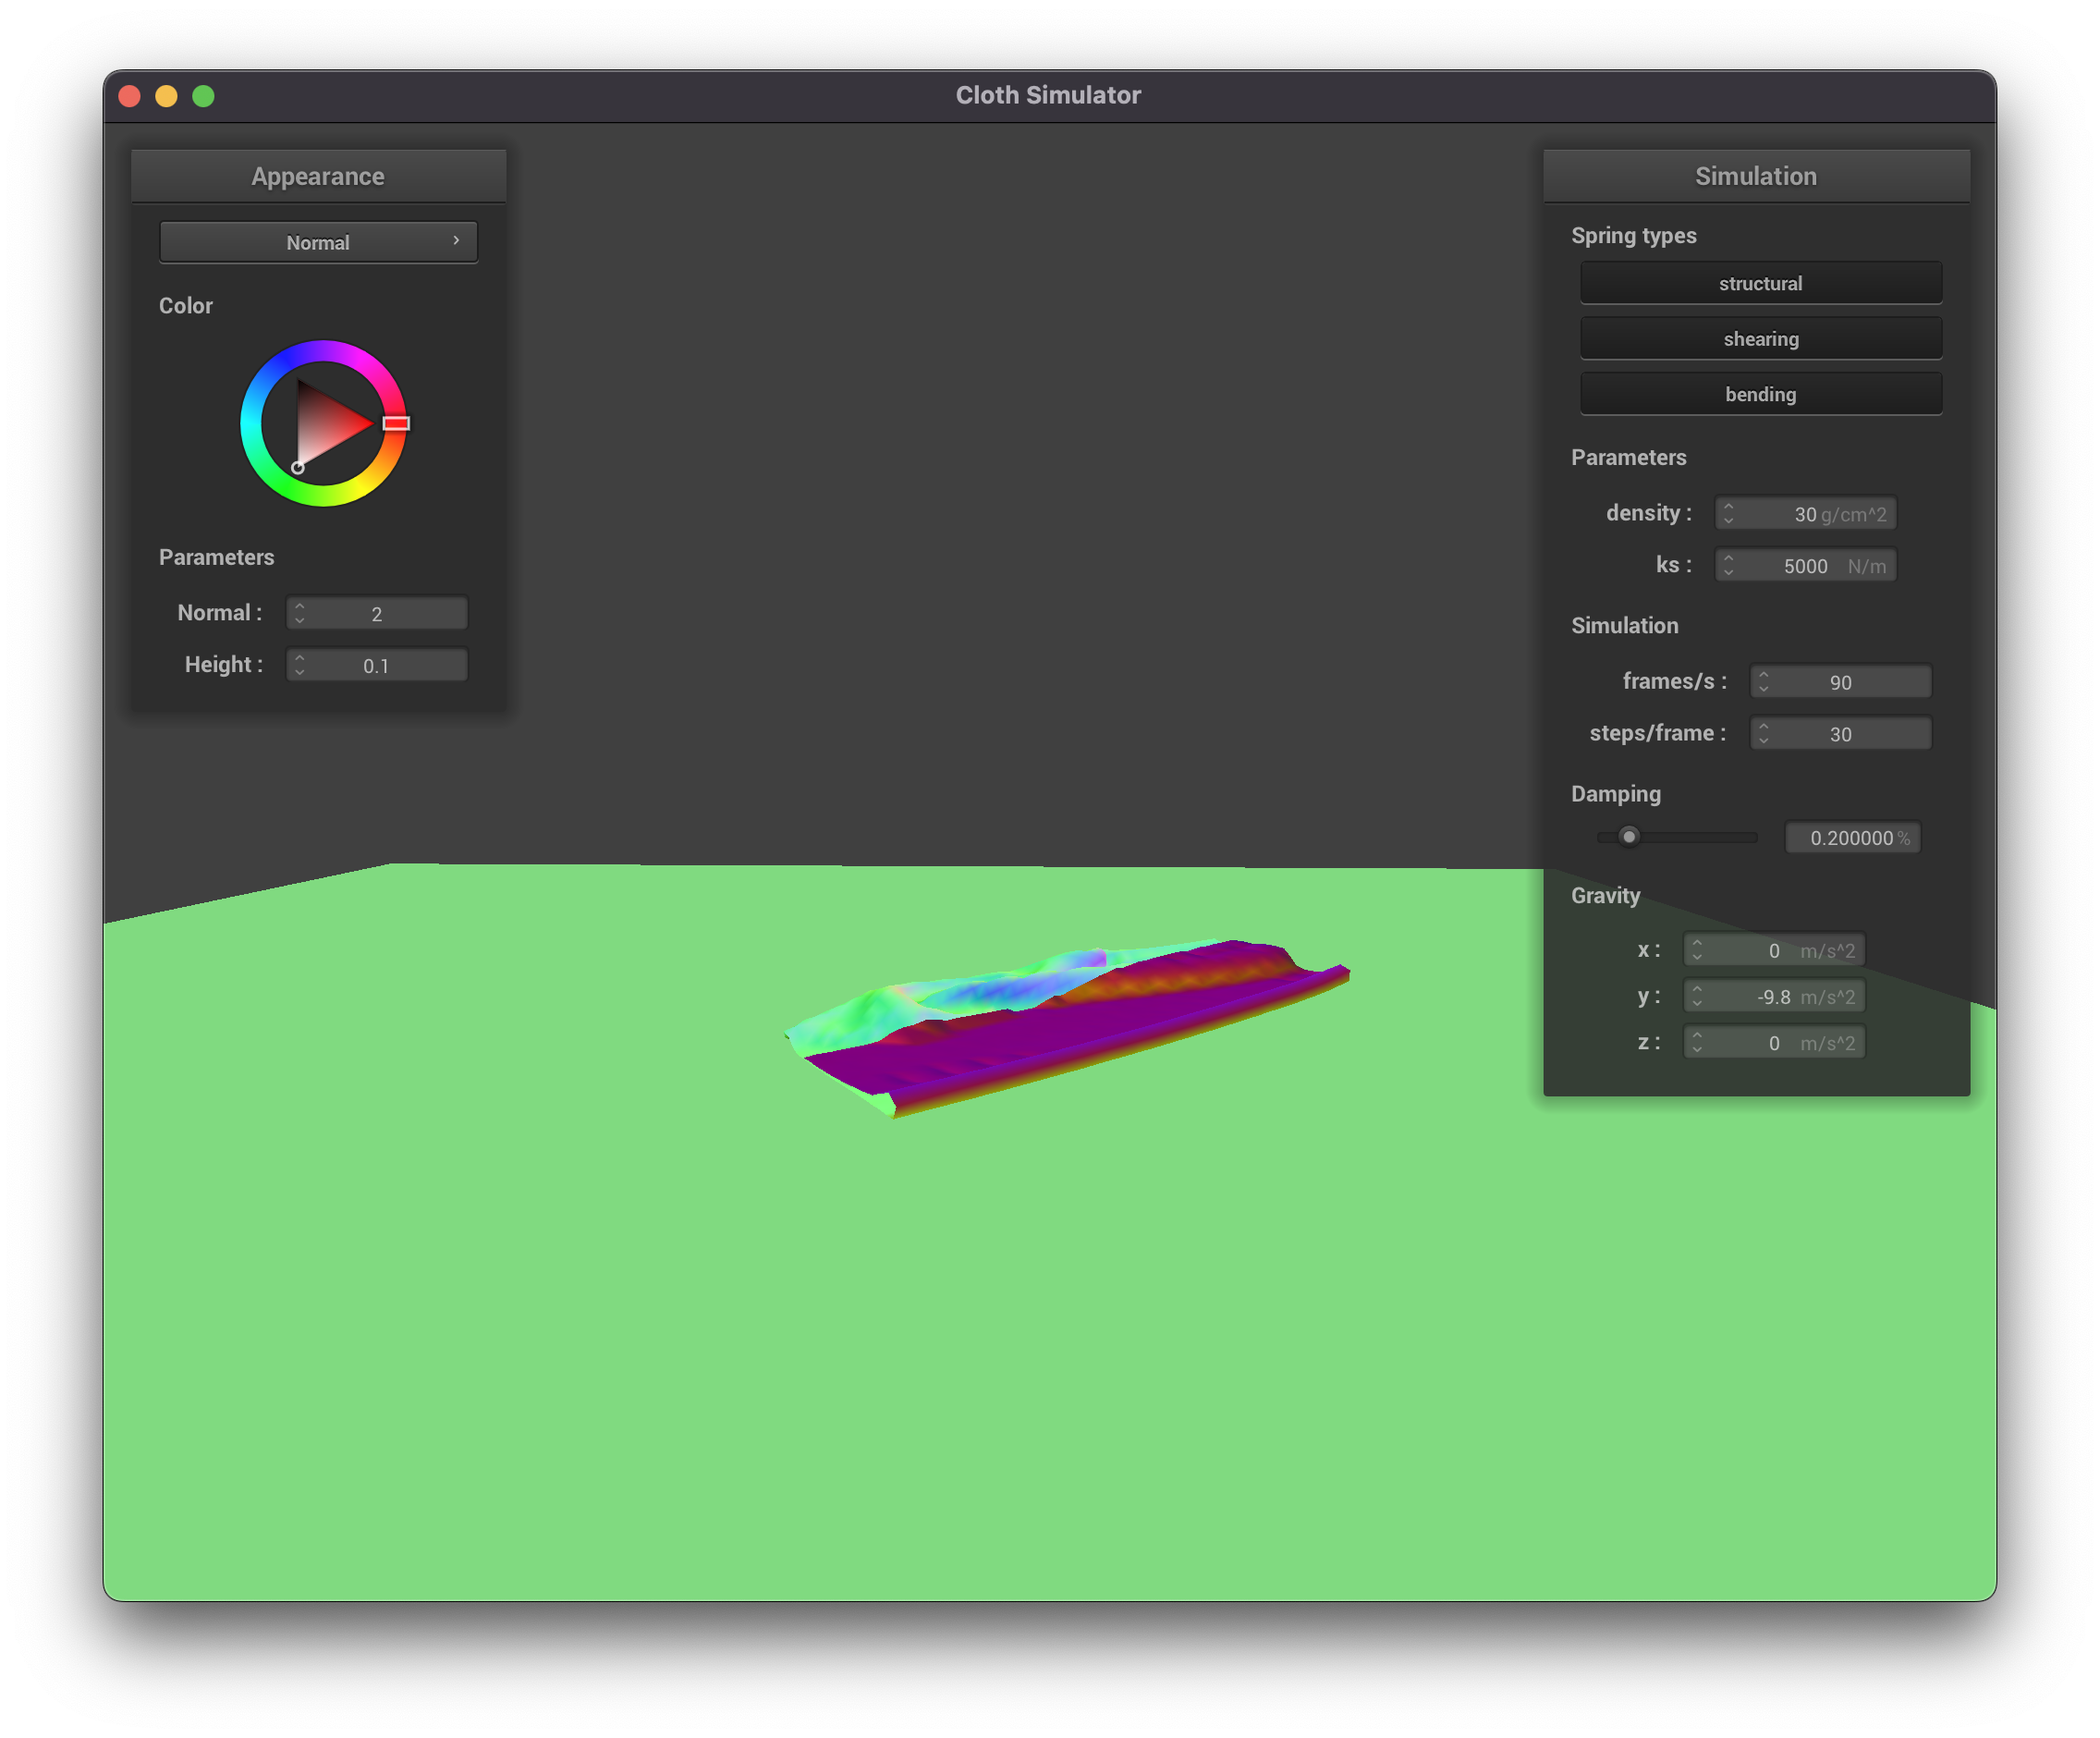 Cloth Simulator
Appearance
Normal
Color
Parameters
Normal :
2
Height :
0.1
Simulation
Spring types
structural
shearing
bending
Parameters
density :
30 g/cm^2
ks :
5000 N/m
Simulation
frames/s :
90
steps/frame :
30
Damping
0.200000 %
Gravity
x :
0 m/s^2
y :
-9.8 m/s^2
z :
0 m/s^2